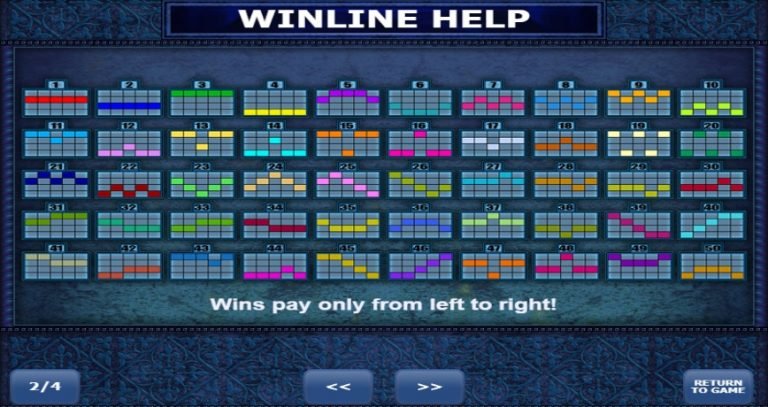 WINLINE HELP
1 2 3 4 5 6 7 8 9 10
11 12 13 14 15 16 17 18 19 20
21 22 23 24 25 26 27 28 29 30
31 32 33 34 35 36 37 38 39 40
41 42 43 44 45 46 47 48 49 50
Wins pay only from left to right!
2/4 << >> RETURN
TO GAME